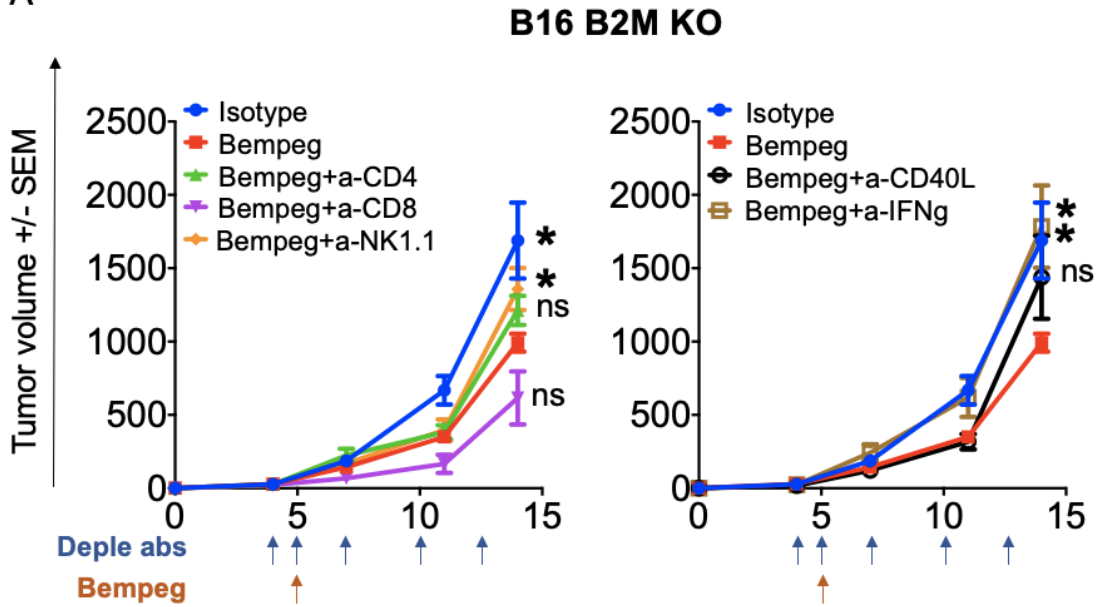 A
B16 B2M KO
Tumor volume +/- SEM
2500
2000
1500
1000
500
0
0 5 10 15
Isotype
Bempeg
Bempeg+a-CD4
Bempeg+a-CD8
Bempeg+a-NK1.1
*
*
ns
ns
2500
2000
1500
1000
500
0
0 5 10 15
Isotype
Bempeg
Bempeg+a-CD40L
Bempeg+a-IFNg
*
*
ns
Deple abs
Bempeg